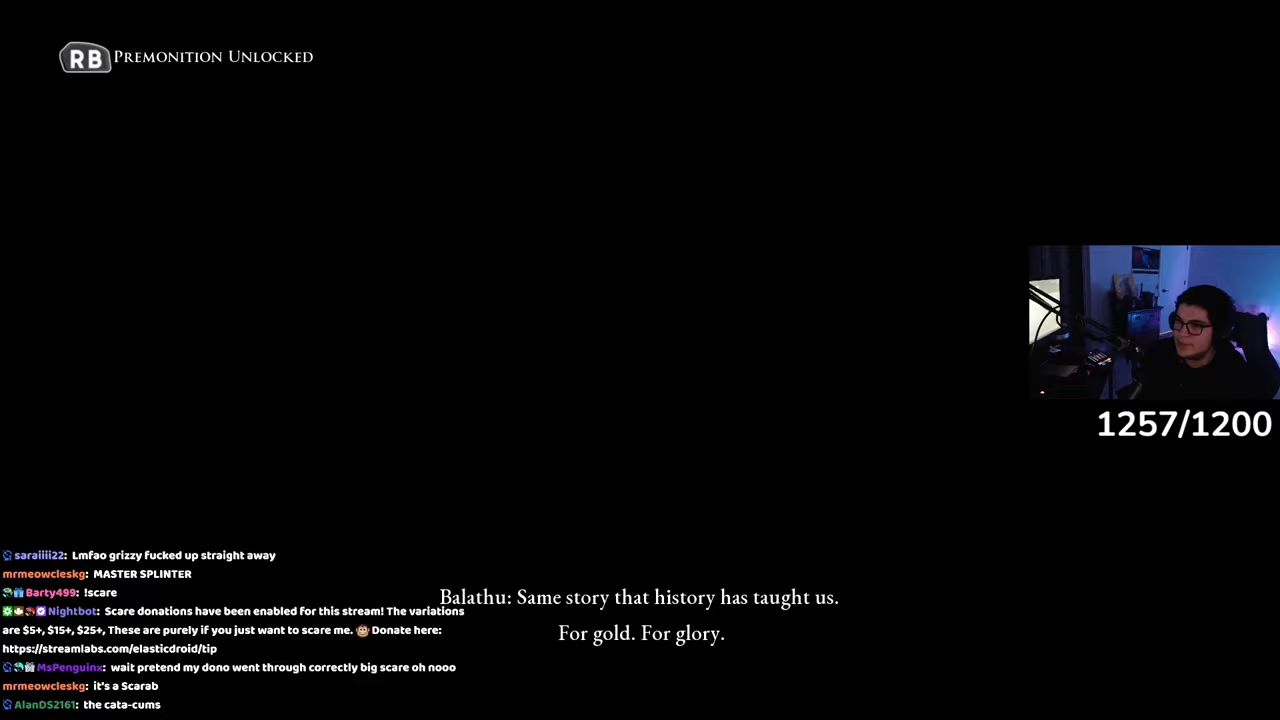 RB Premonition Unlocked
1257/1200
saraiiii22: Lmfao grizzy fucked up straight away
mrmeowcleskg: MASTER SPLINTER
Barty499: !scare
Nightbot: Scare donations have been enabled for this stream! The variations
are $5+, $15+, $25+, These are purely if you just want to scare me. Donate here:
https://streamlabs.com/elasticdroid/tip
MsPenguinx: wait pretend my dono went through correctly big scare oh nooo
mrmeowcleskg: it's a Scarab
AlanDS2161: the cata-cums
Balathu: Same story that history has taught us.
For gold. For glory.